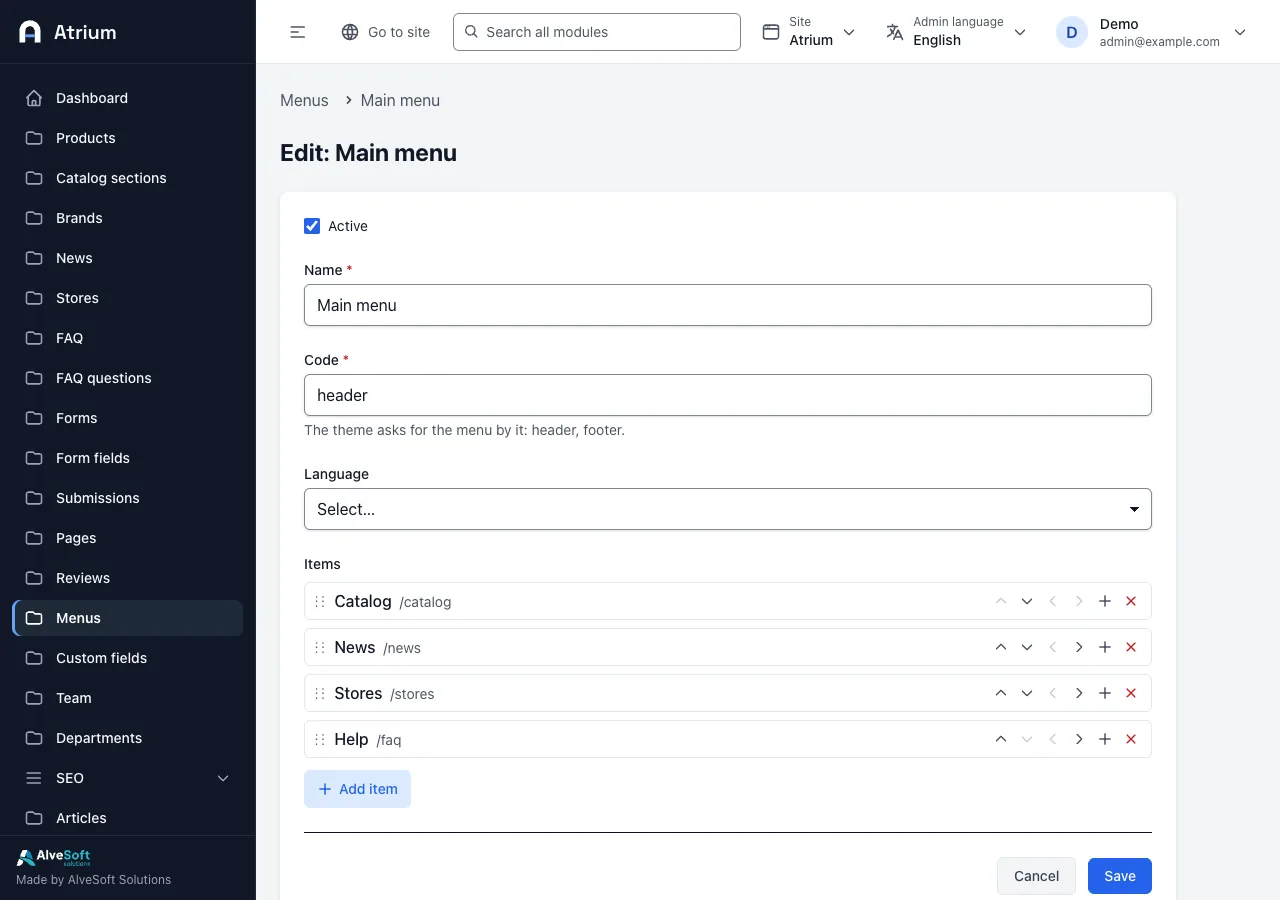 Atrium
Go to site
Search all modules
Site
Atrium
Admin language
English
D
Demo
admin@example.com
Dashboard
Products
Catalog sections
Brands
News
Stores
FAQ
FAQ questions
Forms
Form fields
Submissions
Pages
Reviews
Menus
Custom fields
Team
Departments
SEO
Articles
AlveSoft
solutions
Made by AlveSoft Solutions
Menus > Main menu
Edit: Main menu
Active
Name *
Main menu
Code *
header
The theme asks for the menu by it: header, footer.
Language
Select...
Items
Catalog /catalog
News /news
Stores /stores
Help /faq
Add item
Cancel
Save